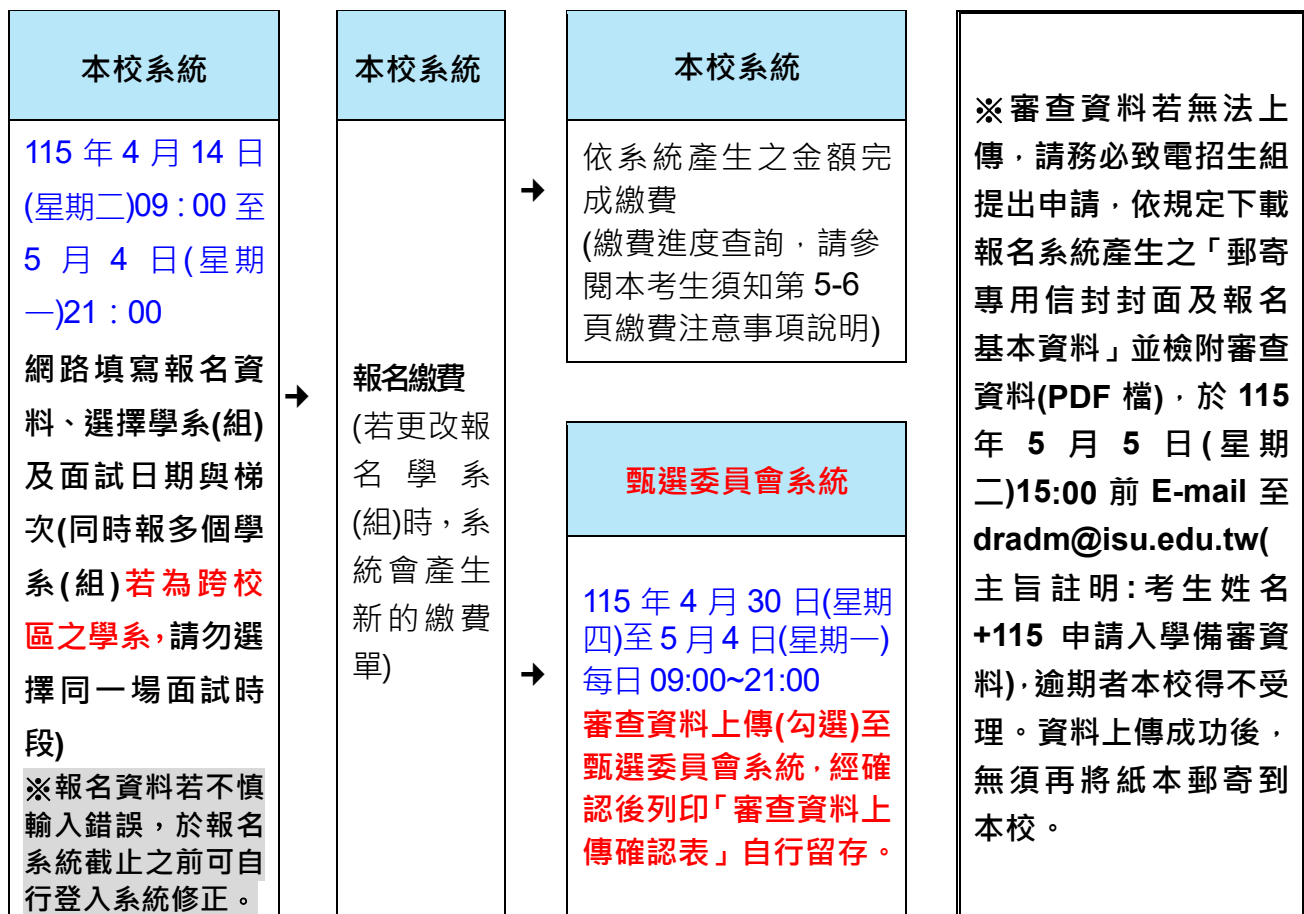 本校系統
115 年 4 月 14 日
(星期二)09：00 至
5 月 4 日(星期
一)21：00
網路填寫報名資
料、選擇學系(組)
及面試日期與梯
次(同時報多個學
系(組)若為跨校
區之學系，請勿選
擇同一場面試時
段)
※報名資料若不慎
輸入錯誤，於報名
系統截止之前可自
行登入系統修正。
➜
本校系統
報名繳費
(若更改報
名學系
(組)時，系
統會產生
新的繳費
單)
➜
本校系統
依系統產生之金額完
成繳費
(繳費進度查詢，請參
閱本考生須知第 5-6
頁繳費注意事項說明)
➜
甄選委員會系統
115 年 4 月 30 日(星期
四)至 5 月 4 日(星期一)
每日 09:00~21:00
審查資料上傳(勾選)至
甄選委員會系統，經確
認後列印「審查資料上
傳確認表」自行留存。
※審查資料若無法上
傳，請務必致電招生組
提出申請，依規定下載
報名系統產生之「郵寄
專用信封封面及報名
基本資料」並檢附審查
資料(PDF 檔)，於 115
年 5 月 5 日(星期
二)15:00 前 E-mail 至
dradm@isu.edu.tw(
主旨註明:考生姓名
+115 申請入學備審資
料)，逾期者本校得不受
理。資料上傳成功後，
無須再將紙本郵寄到
本校。